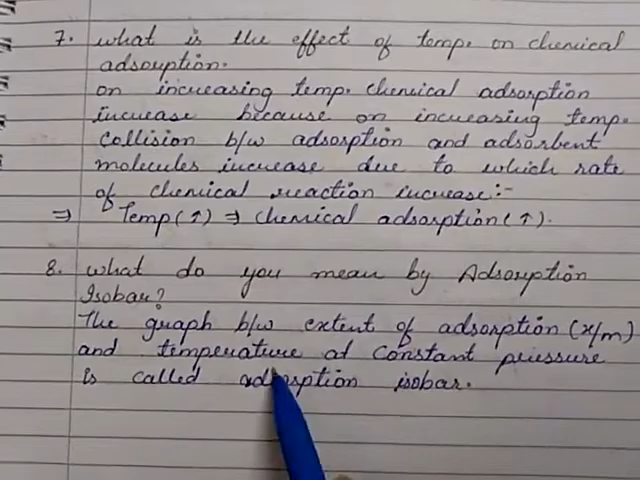 7. what is the effect of temp. on chemical
adsorption.
on increasing temp. chemical adsorption
increase because on increasing temp.
Collision b/w adsorption and adsorbent
molecules increase due to which rate
of chemical reaction increase:-
⇒ Temp(↑) ⇒ Chemical adsorption(↑).
8. what do you mean by Adsorption
Isobar?
The graph b/w extent of adsorption (x/m)
and temperature at Constant pressure
is called adsorption isobar.